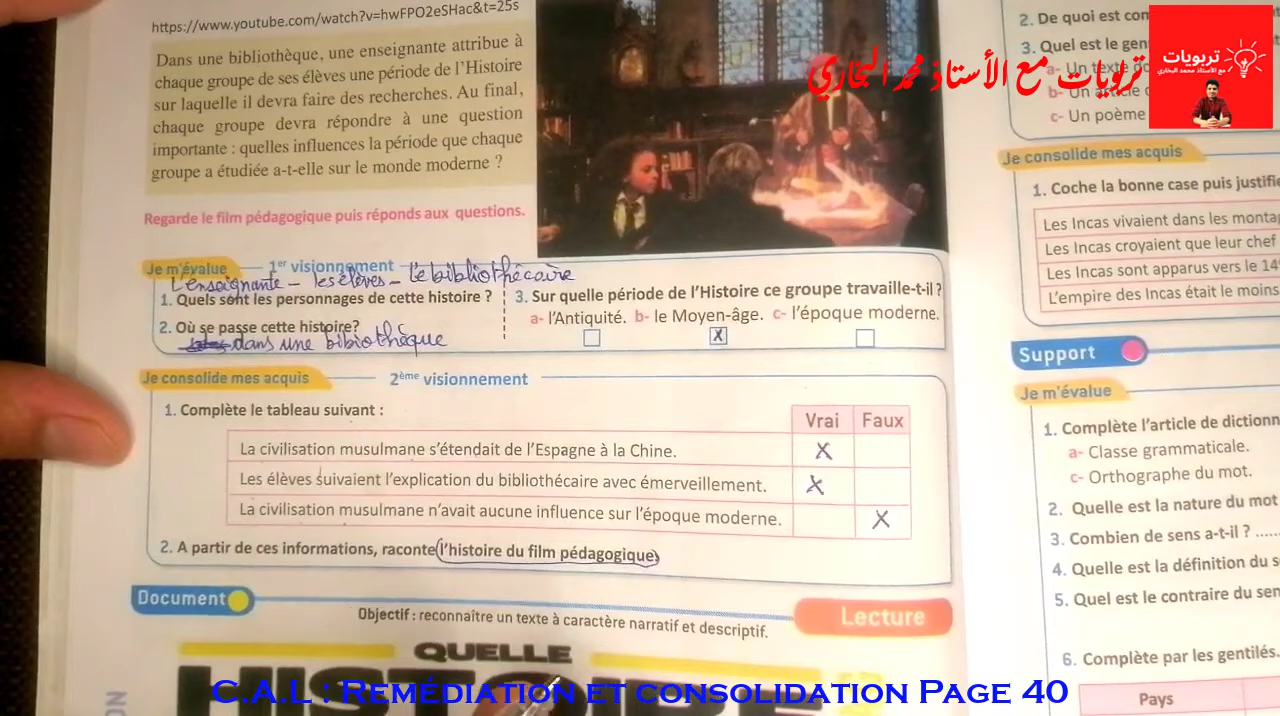 https://www.youtube.com/watch?v=hwFPO2eSHac&t=25s
Dans une bibliothèque, une enseignante attribue à
chaque groupe de ses élèves une période de l'Histoire
sur laquelle il devra faire des recherches. Au final,
chaque groupe devra répondre à une question
importante : quelles influences la période que chaque
groupe a étudiée a-t-elle sur le monde moderne ?
Regarde le film pédagogique puis réponds aux questions.
Je m'évalue
1er visionnement
L'enseignante – les élèves – le bibliothécaire
1. Quels sont les personnages de cette histoire ?
2. Où se passe cette histoire?
dans une bibiothèque
3. Sur quelle période de l'Histoire ce groupe travaille-t-il ?
a- l'Antiquité. b- le Moyen-âge. c- l'époque moderne.
X
Je consolide mes acquis
2ème visionnement
1. Complète le tableau suivant :
Vrai Faux
La civilisation musulmane s'étendait de l'Espagne à la Chine. X
Les élèves suivaient l'explication du bibliothécaire avec émerveillement. X
La civilisation musulmane n'avait aucune influence sur l'époque moderne. X
2. A partir de ces informations, raconte l'histoire du film pédagogique.
Document
Objectif : reconnaître un texte à caractère narratif et descriptif.
Lecture
QUELLE
HISTOIRE
C.A.L : Remédiation et consolidation Page 40
2. De quoi est
3. Quel est le
a- Un texte
b- Un article
c- Un poème
تربويات مع الأستاذ محمد البخاري
تربويات
مع الأستاذ محمد البخاري
Je consolide mes acquis
1. Coche la bonne case puis
Les Incas vivaient dans les
Les Incas croyaient que leur chef
Les Incas sont apparus vers le
L'empire des Incas était le moins
Support
Je m'évalue
1. Complète l'article de
a- Classe grammaticale.
c- Orthographe du mot.
2. Quelle est la nature du mot
3. Combien de sens a-t-il ? ......
4. Quelle est la définition du
5. Quel est le contraire du
6. Complète par les gentilés.
Pays